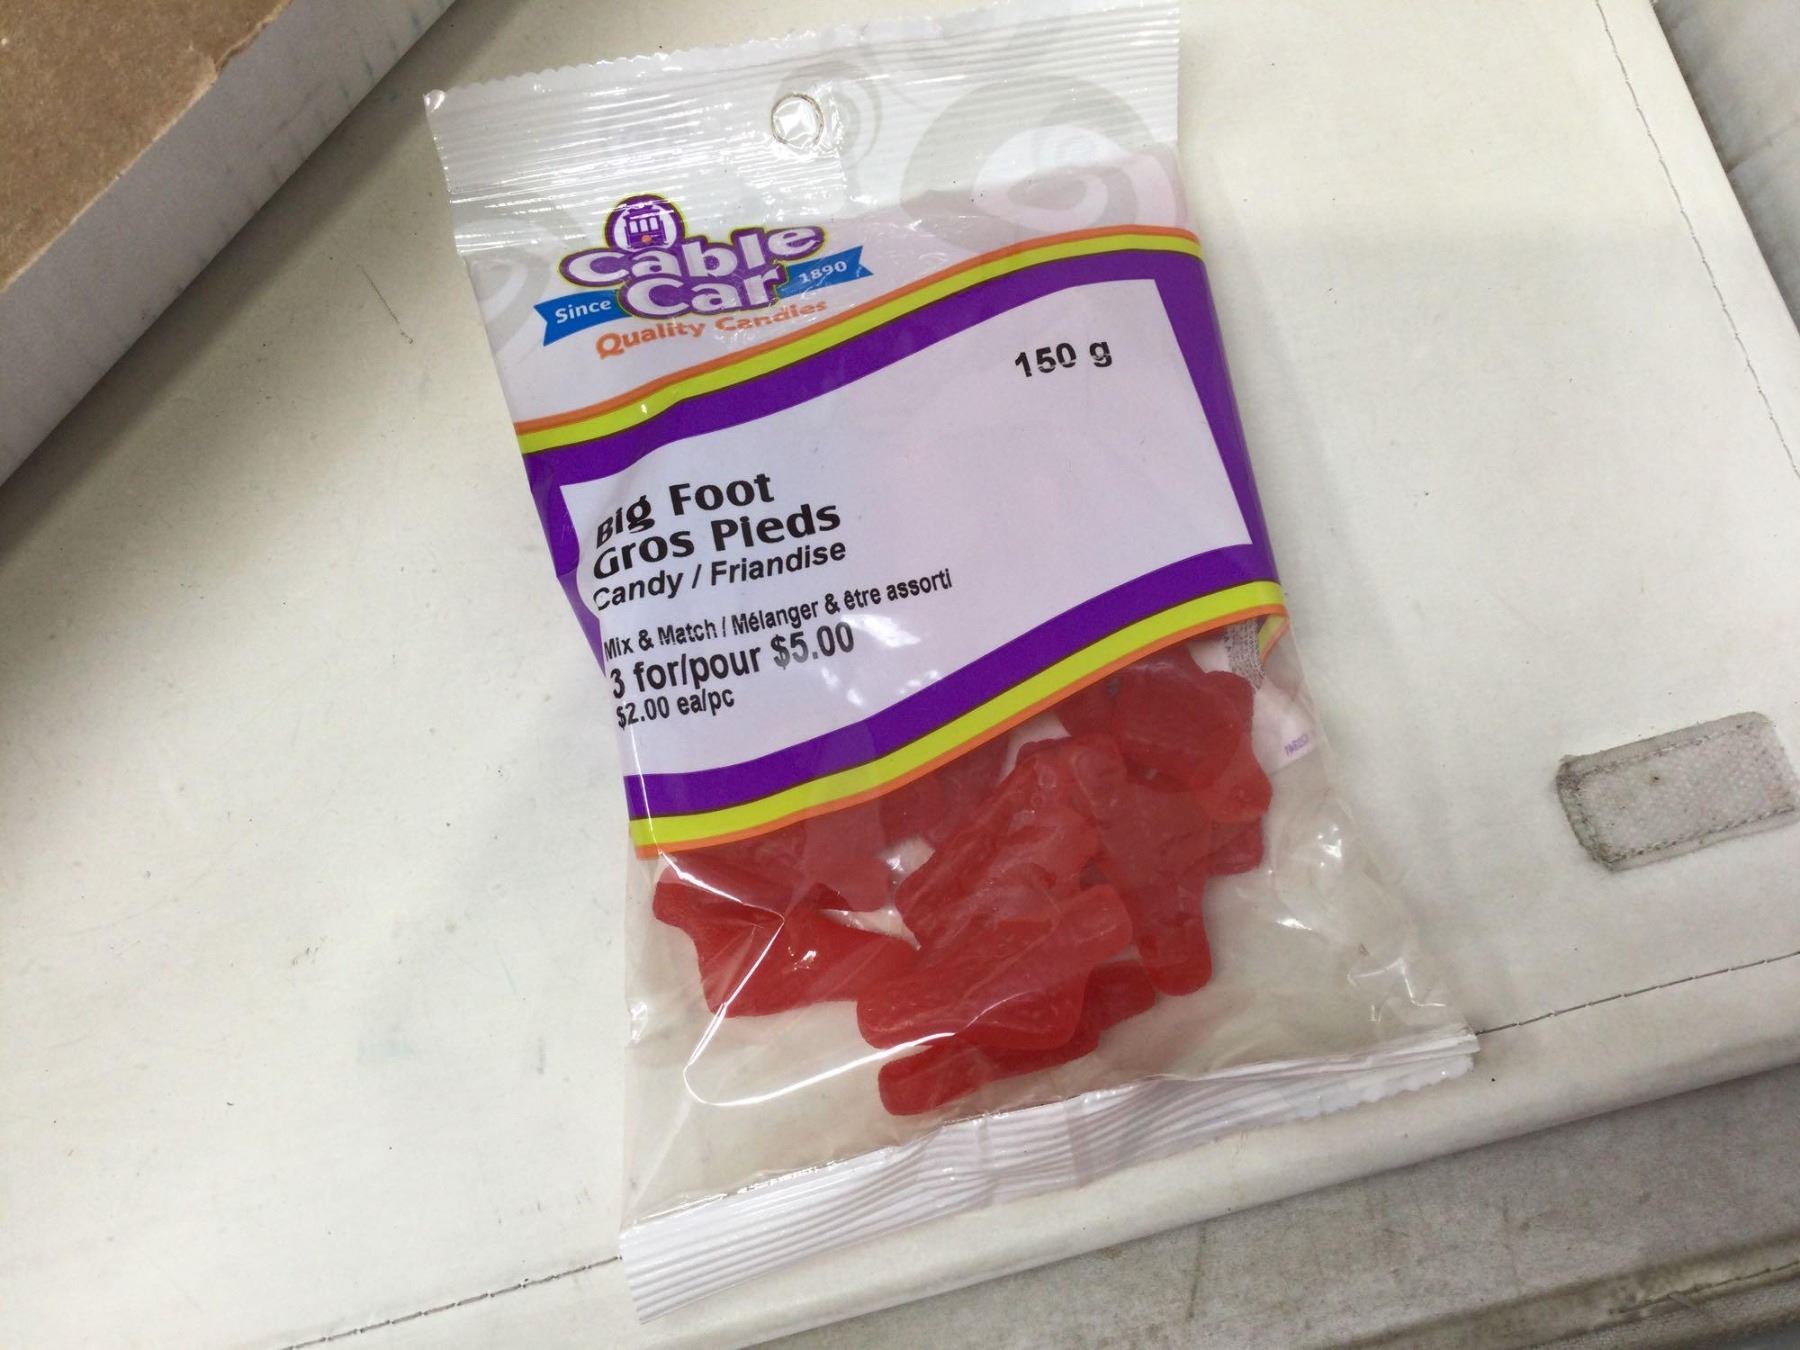 Cable
Car
Since 1890
Quality Candies
150 g
Big Foot
Gros Pieds
Candy / Friandise
Mix & Match / Mélanger & être assorti
3 for/pour $5.00
$2.00 ea/pc